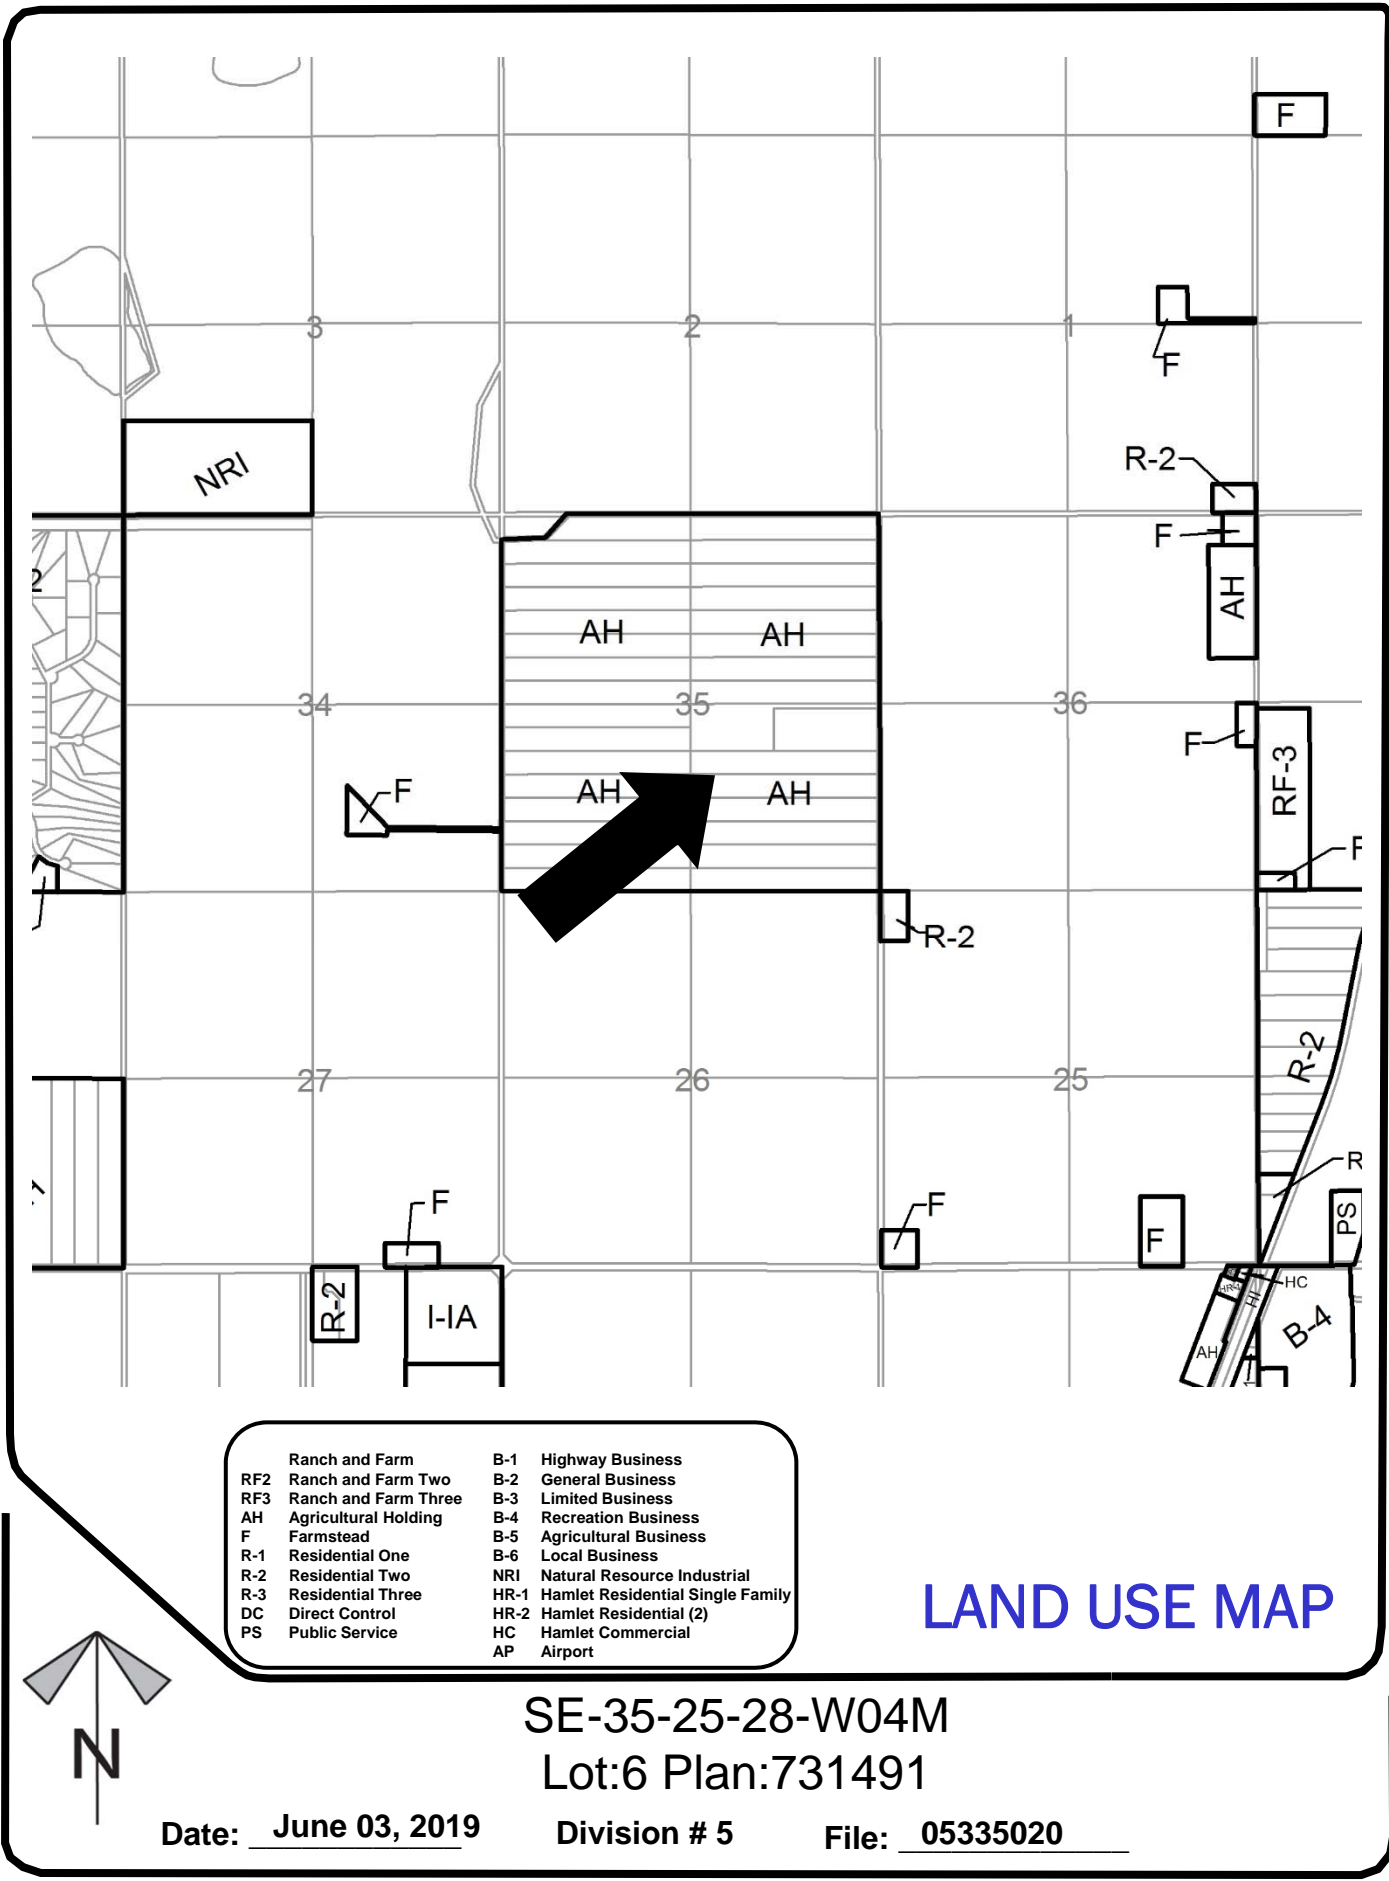 F
3
2
1
F
R-2
NRI
F
2
AH
AH
AH
34
35
36
F
RF-3
F
AH
AH
F
R-2
R-2
27
26
25
R
F
F
F
PS
R-2
I-IA
HC
HI
B-4
AH
Ranch and Farm
RF2 Ranch and Farm Two
RF3 Ranch and Farm Three
AH Agricultural Holding
F Farmstead
R-1 Residential One
R-2 Residential Two
R-3 Residential Three
DC Direct Control
PS Public Service
B-1 Highway Business
B-2 General Business
B-3 Limited Business
B-4 Recreation Business
B-5 Agricultural Business
B-6 Local Business
NRI Natural Resource Industrial
HR-1 Hamlet Residential Single Family
HR-2 Hamlet Residential (2)
HC Hamlet Commercial
AP Airport
LAND USE MAP
N
SE-35-25-28-W04M
Lot:6 Plan:731491
Date: June 03, 2019 Division # 5 File: 05335020